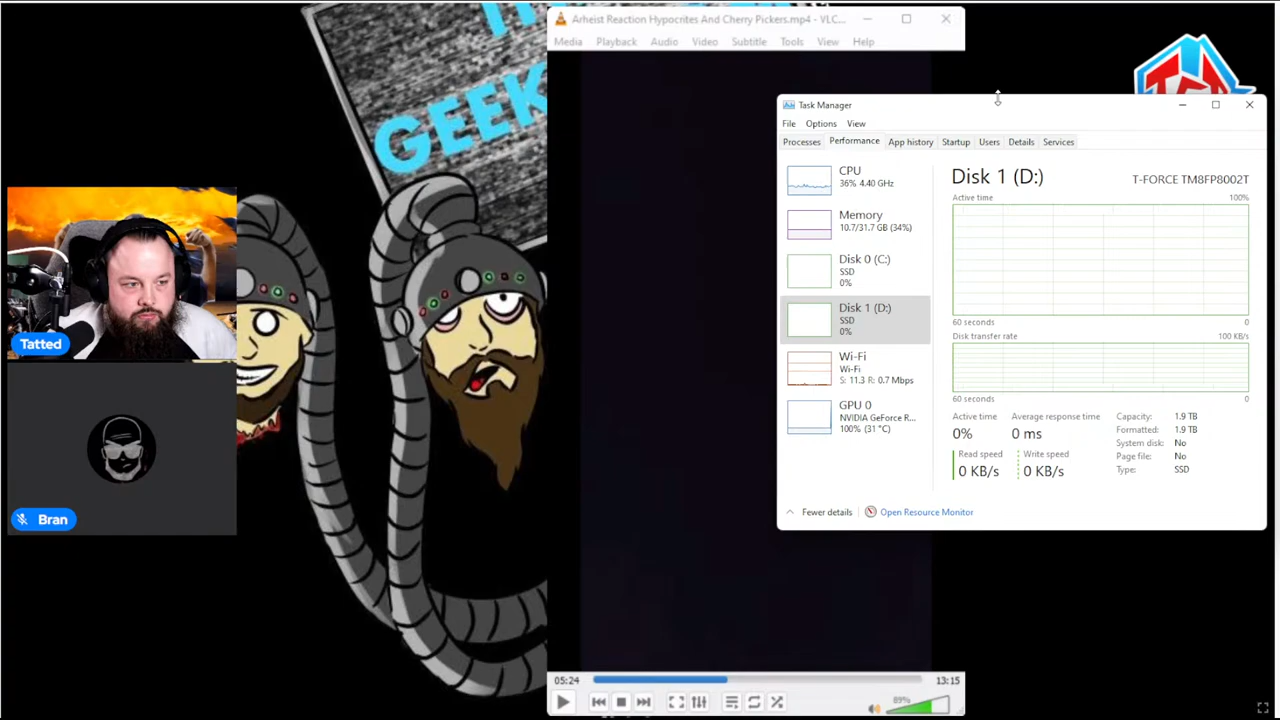 GEEK
Arheist Reaction Hypocrites And Cherry Pickers.mp4 - VLC...
Media Playback Audio Video Subtitle Tools View Help
Task Manager
File Options View
Processes Performance App history Startup Users Details Services
CPU
36% 4.40 GHz
Memory
10.7/31.7 GB (34%)
Disk 0 (C:)
SSD
0%
Disk 1 (D:)
SSD
0%
Wi-Fi
Wi-Fi
S: 11.3 R: 0.7 Mbps
GPU 0
NVIDIA GeForce R...
100% (31 °C)
Disk 1 (D:) T-FORCE TM8FP8002T
Active time 100%
60 seconds 0
Disk transfer rate 100 KB/s
60 seconds 0
Active time Average response time
0% 0 ms
Read speed Write speed
0 KB/s 0 KB/s
Capacity: 1.9 TB
Formatted: 1.9 TB
System disk: No
Page file: No
Type: SSD
Fewer details Open Resource Monitor
Tatted
Bran
05:24 13:15
89%